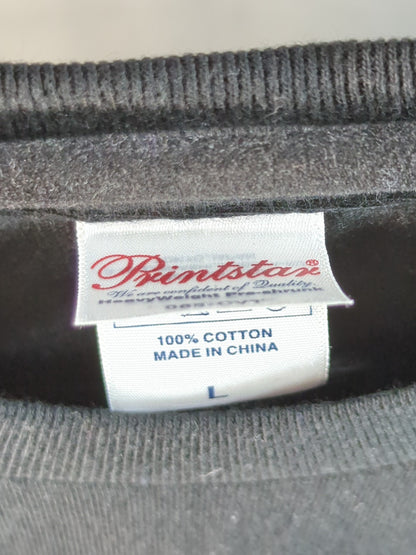 Printstar®
We are confident of Quality.
HeavyWeight Pre-shrunk
100% COTTON
MADE IN CHINA
L